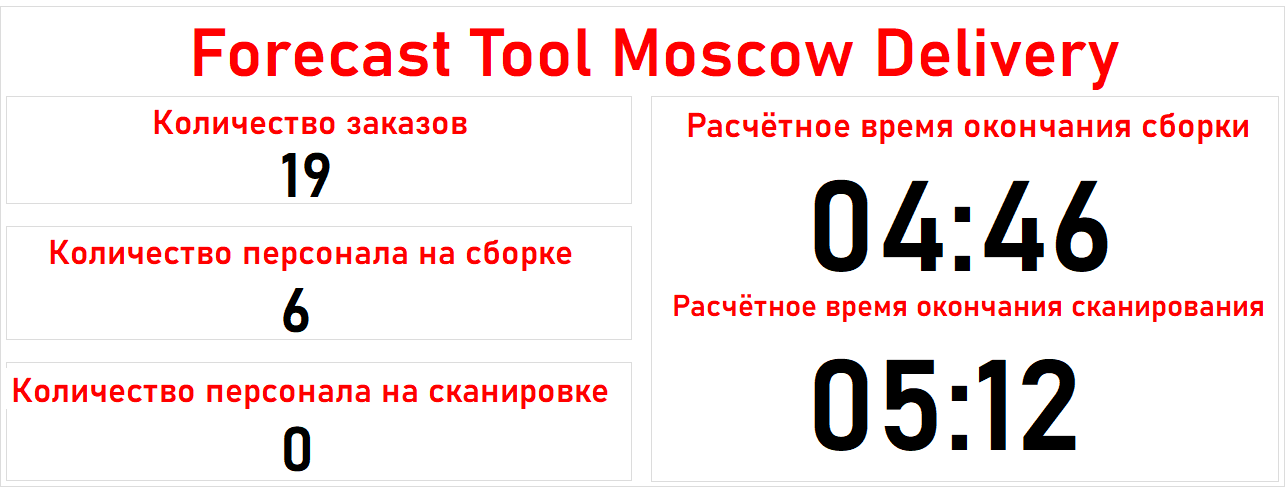 Forecast Tool Moscow Delivery
Количество заказов
19
Количество персонала на сборке
6
Количество персонала на сканировке
0
Расчётное время окончания сборки
04:46
Расчётное время окончания сканирования
05:12